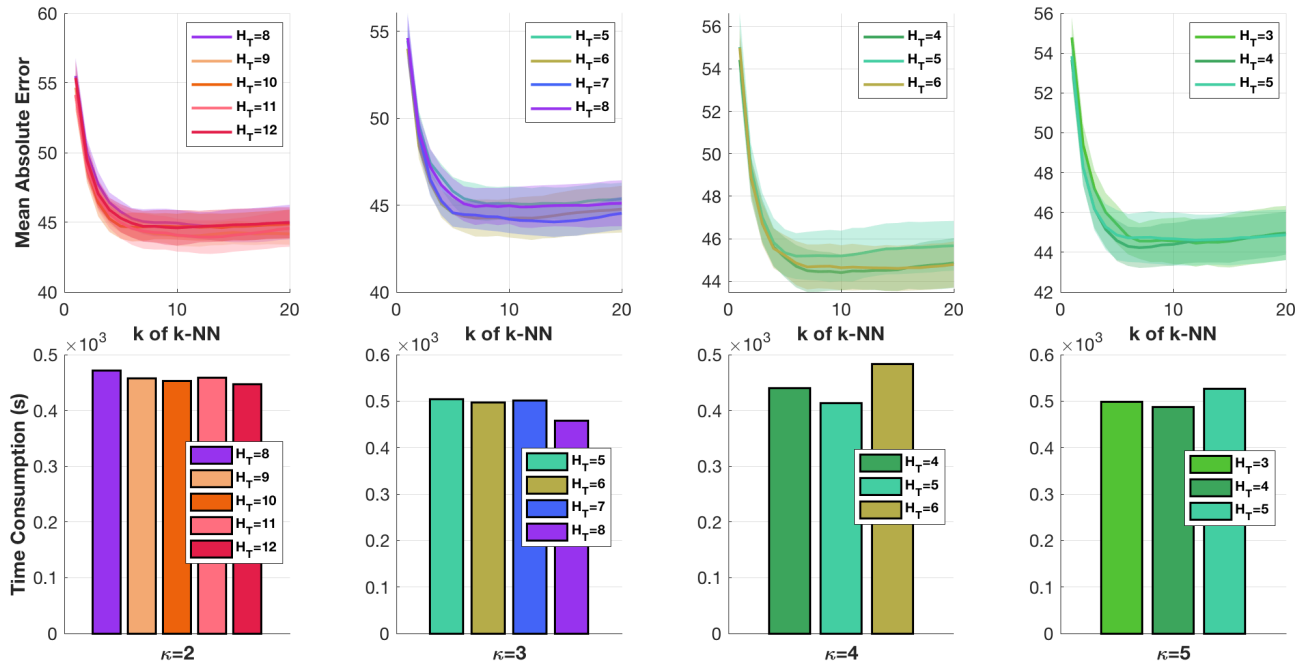 60
55
50
45
40
Mean Absolute Error
0
10
20
k of k-NN
H_T=8
H_T=9
H_T=10
H_T=11
H_T=12
55
50
45
40
0
10
20
k of k-NN
H_T=5
H_T=6
H_T=7
H_T=8
56
54
52
50
48
46
44
0
10
20
k of k-NN
H_T=4
H_T=5
H_T=6
56
54
52
50
48
46
44
42
0
10
20
k of k-NN
H_T=3
H_T=4
H_T=5
×10³
0.5
0.4
0.3
0.2
0.1
0
Time Consumption (s)
H_T=8
H_T=9
H_T=10
H_T=11
H_T=12
κ=2
×10³
0.6
0.5
0.4
0.3
0.2
0.1
0
H_T=5
H_T=6
H_T=7
H_T=8
κ=3
×10³
0.5
0.4
0.3
0.2
0.1
0
H_T=4
H_T=5
H_T=6
κ=4
×10³
0.6
0.5
0.4
0.3
0.2
0.1
0
H_T=3
H_T=4
H_T=5
κ=5